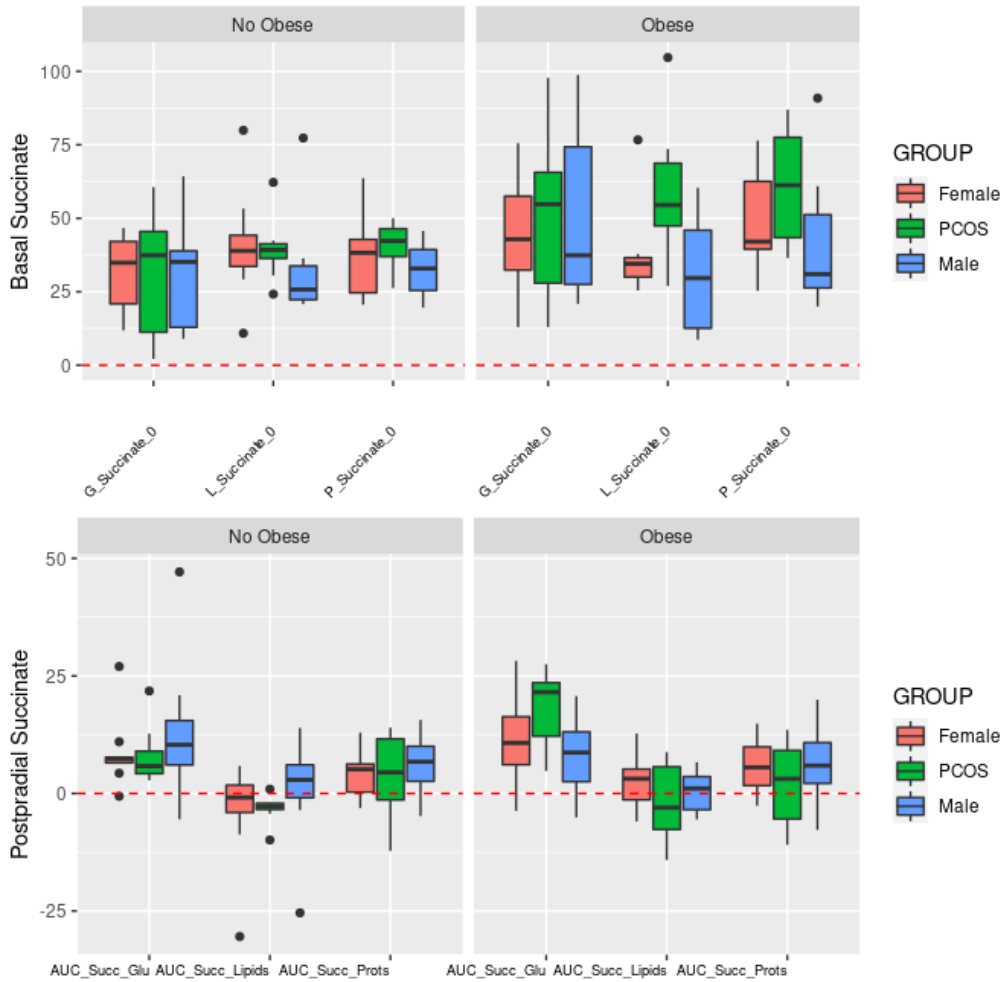 No Obese
Obese
Basal Succinate
100
75
50
25
0
G_Succinate_0
L_Succinate_0
P_Succinate_0
G_Succinate_0
L_Succinate_0
P_Succinate_0
GROUP
Female
PCOS
Male
No Obese
Obese
Postpradial Succinate
50
25
0
-25
AUC_Succ_Glu
AUC_Succ_Lipids
AUC_Succ_Prots
AUC_Succ_Glu
AUC_Succ_Lipids
AUC_Succ_Prots
GROUP
Female
PCOS
Male